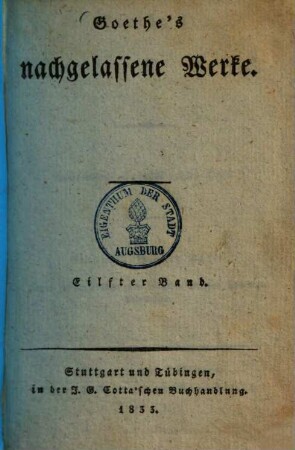 Goethe's
nachgelassene Werke.
EIGENTHUM DER STADT
AUGSBURG
Eilfter Band.
Stuttgart und Tübingen,
in der J. G. Cotta'schen Buchhandlung.
1833.